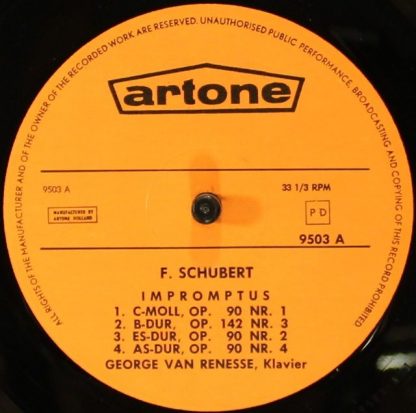 ALL RIGHTS OF THE MANUFACTURER AND OF THE OWNER OF THE RECORDED WORK ARE RESERVED. UNAUTHORISED PUBLIC PERFORMANCE, BROADCASTING AND COPYING OF THIS RECORD PROHIBITED
artone
9503 A
33 1/3 RPM
MANUFACTURED BY
ARTONE HOLLAND
PD
9503 A
F. SCHUBERT
IMPROMPTUS
1. C-MOLL, OP. 90 NR. 1
2. B-DUR, OP. 142 NR. 3
3. ES-DUR, OP. 90 NR. 2
4. AS-DUR, OP. 90 NR. 4
GEORGE VAN RENESSE, Klavier